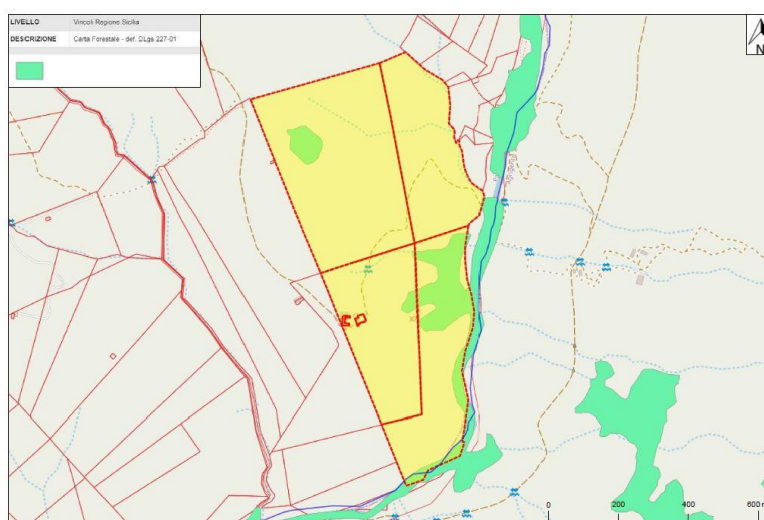 LIVELLO Vincoli Regione Sicilia
DESCRIZIONE Carta Forestale - def. DLgs 227-01
N
0 200 400 600 m